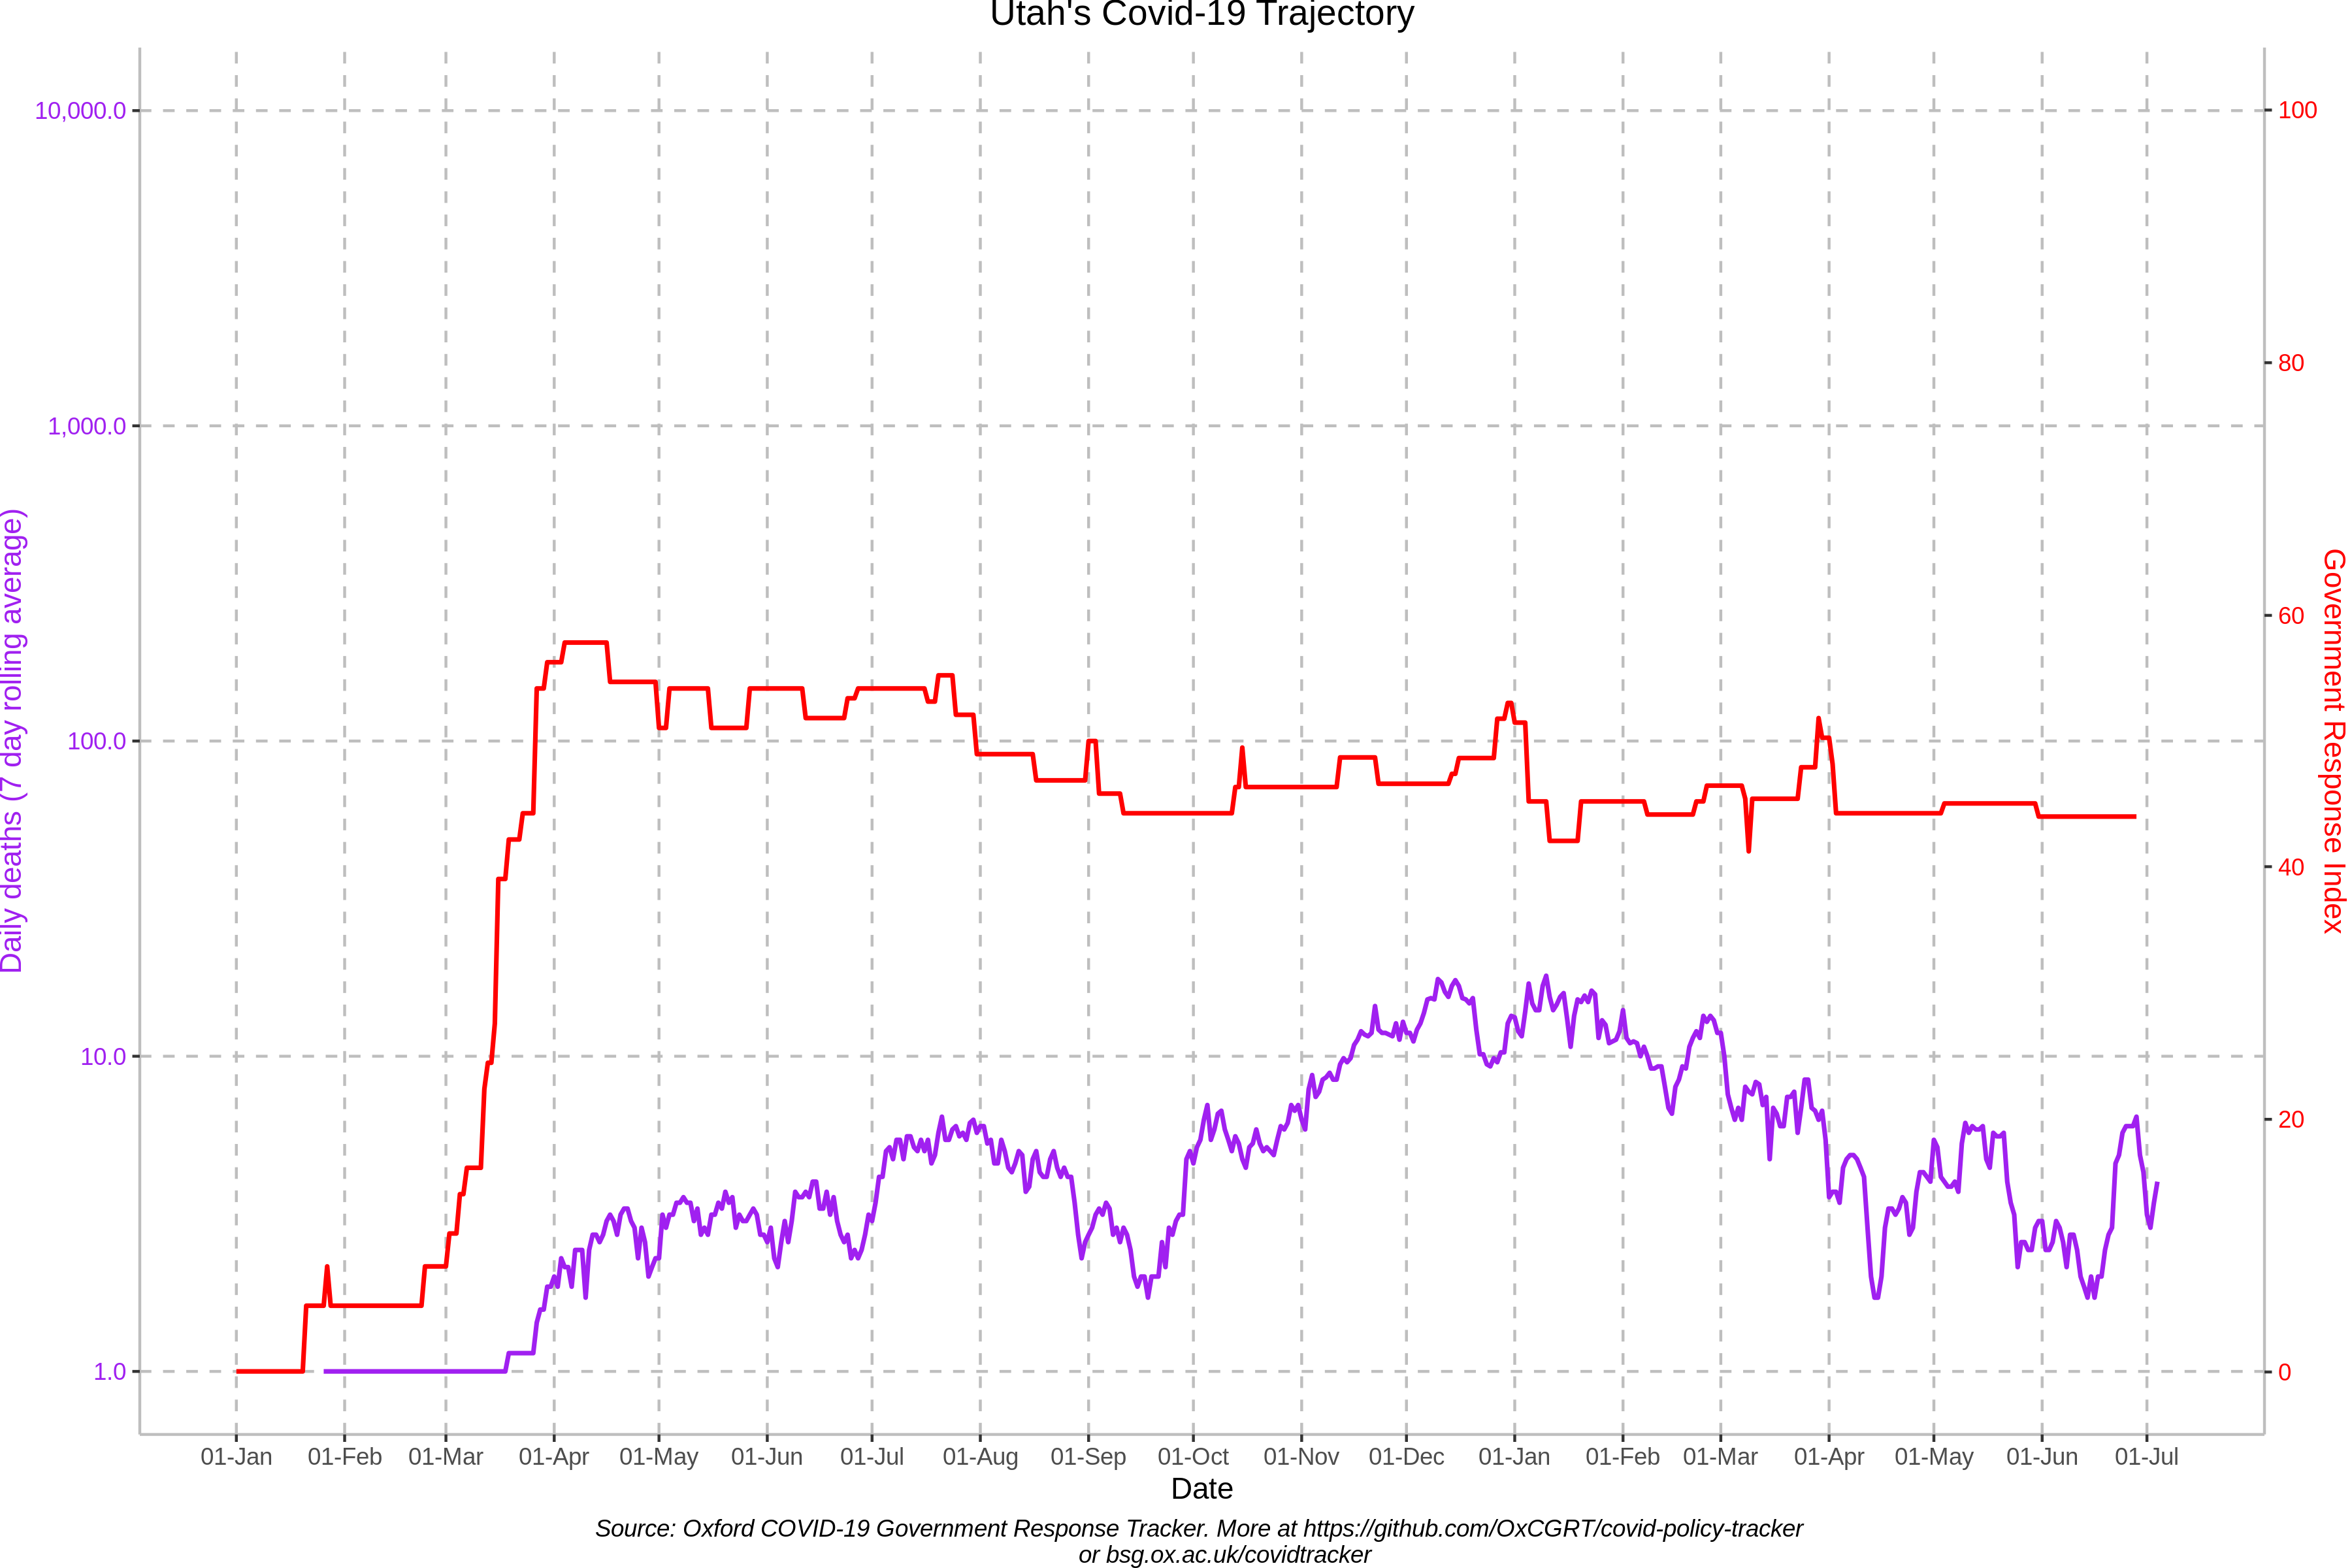 Utah's Covid-19 Trajectory
10,000.0
1,000.0
100.0
10.0
1.0
Daily deaths (7 day rolling average)
100
80
60
40
20
0
Government Response Index
01-Jan 01-Feb 01-Mar 01-Apr 01-May 01-Jun 01-Jul 01-Aug 01-Sep 01-Oct 01-Nov 01-Dec 01-Jan 01-Feb 01-Mar 01-Apr 01-May 01-Jun 01-Jul
Date
Source: Oxford COVID-19 Government Response Tracker. More at https://github.com/OxCGRT/covid-policy-tracker
or bsg.ox.ac.uk/covidtracker